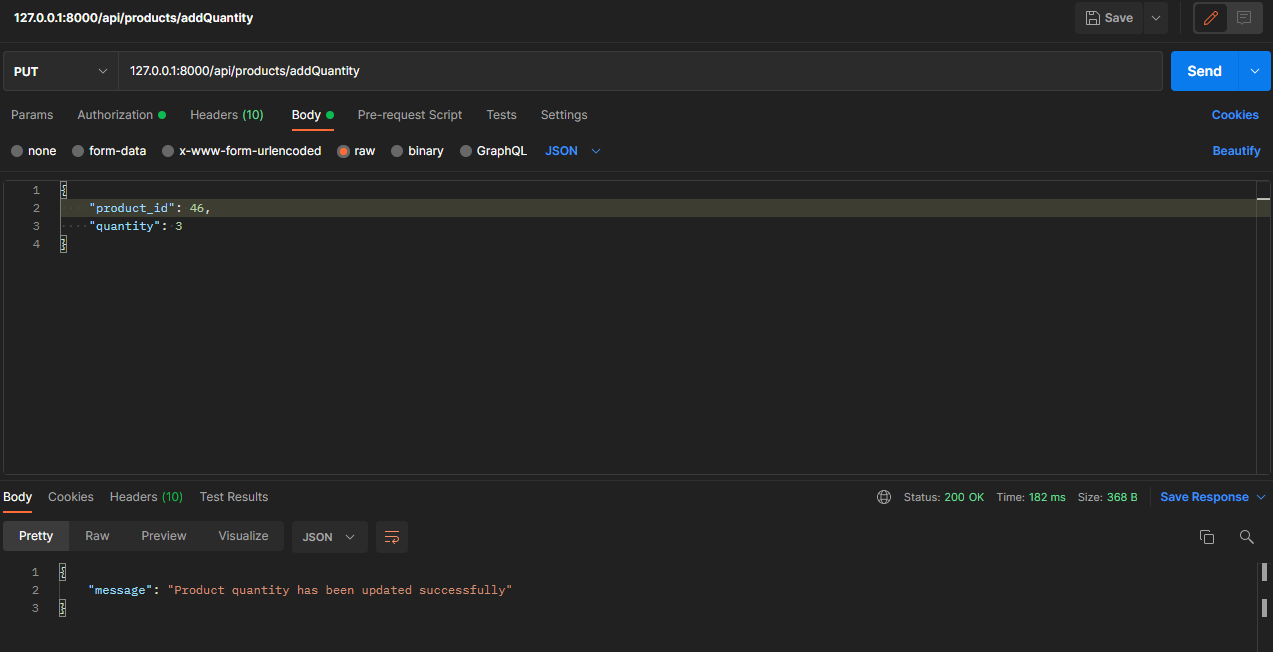 127.0.0.1:8000/api/products/addQuantity Save
PUT 127.0.0.1:8000/api/products/addQuantity Send
Params Authorization Headers (10) Body Pre-request Script Tests Settings Cookies
none form-data x-www-form-urlencoded raw binary GraphQL JSON Beautify
1 {
2 "product_id": 46,
3 "quantity": 3
4 }
Body Cookies Headers (10) Test Results Status: 200 OK Time: 182 ms Size: 368 B Save Response
Pretty Raw Preview Visualize JSON
1 {
2 "message": "Product quantity has been updated successfully"
3 }